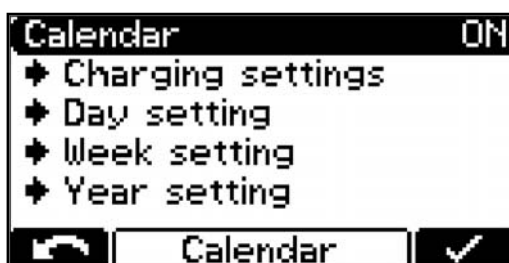 Calendar ON
Charging settings
Day setting
Week setting
Year setting
Calendar